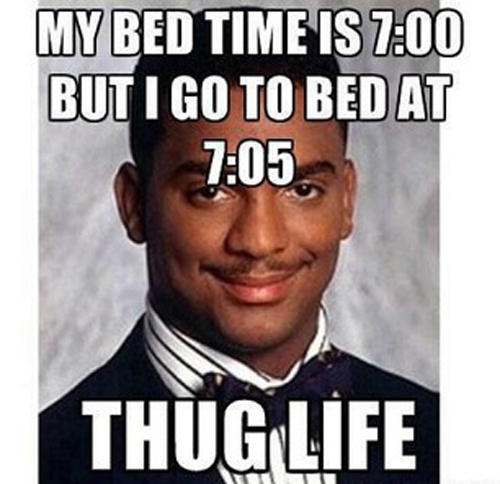 MY BED TIME IS 7:00
BUT I GO TO BED AT
7:05
THUG LIFE